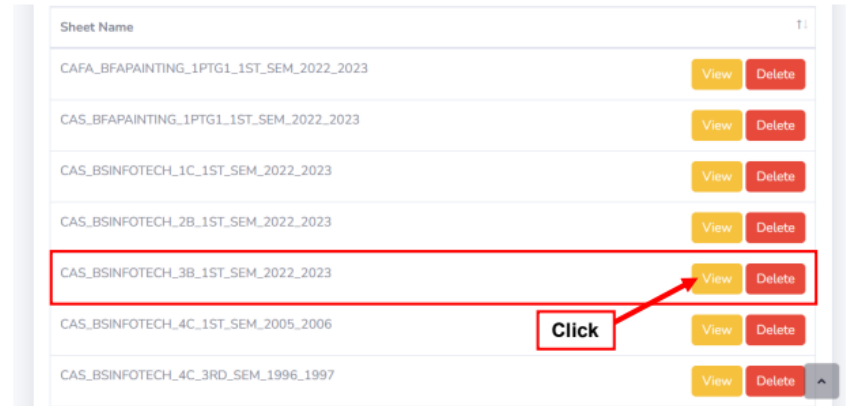 Sheet Name
CAFA_BFAPAINTING_1PTG1_1ST_SEM_2022_2023 View Delete
CAS_BFAPAINTING_1PTG1_1ST_SEM_2022_2023 View Delete
CAS_BSINFOTECH_1C_1ST_SEM_2022_2023 View Delete
CAS_BSINFOTECH_2B_1ST_SEM_2022_2023 View Delete
CAS_BSINFOTECH_3B_1ST_SEM_2022_2023 View Delete
Click
CAS_BSINFOTECH_4C_1ST_SEM_2005_2006 View Delete
CAS_BSINFOTECH_4C_3RD_SEM_1996_1997 View Delete